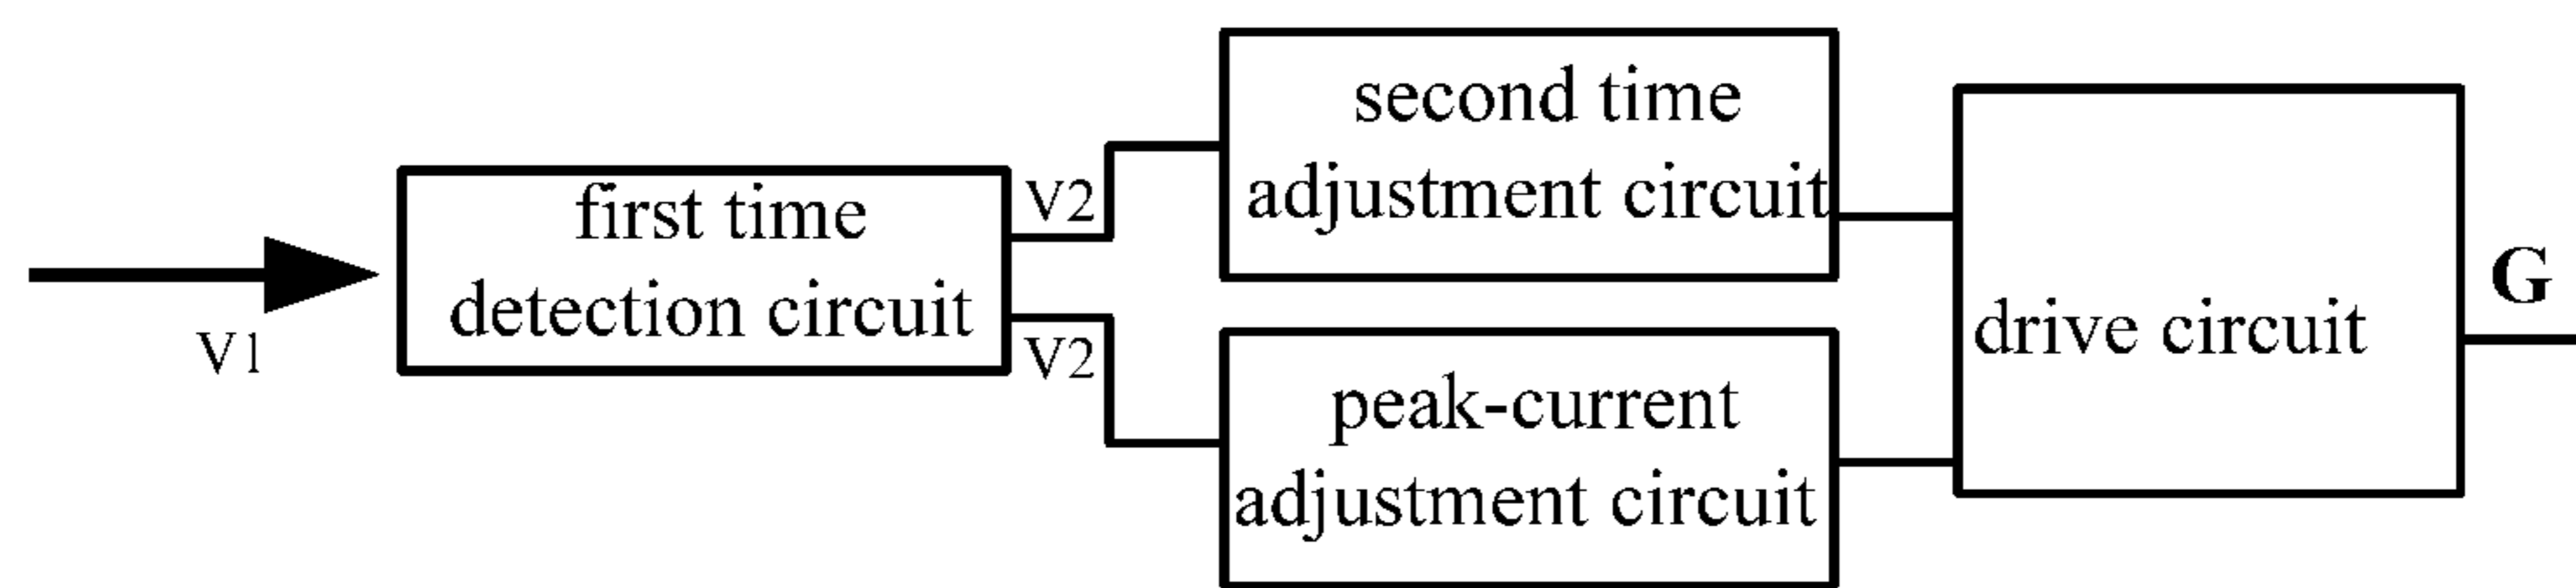 V1
first time
detection circuit
V2
V2
second time
adjustment circuit
peak-current
adjustment circuit
drive circuit
G